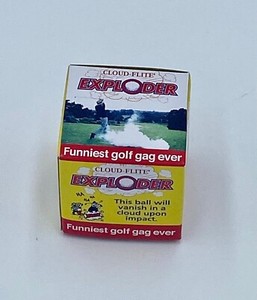 CLOUD-FLITE®
EXPLODER
Funniest golf gag ever
CLOUD-FLITE®
EXPLODER
This ball will
vanish in a
cloud upon
impact.
Funniest golf gag ever